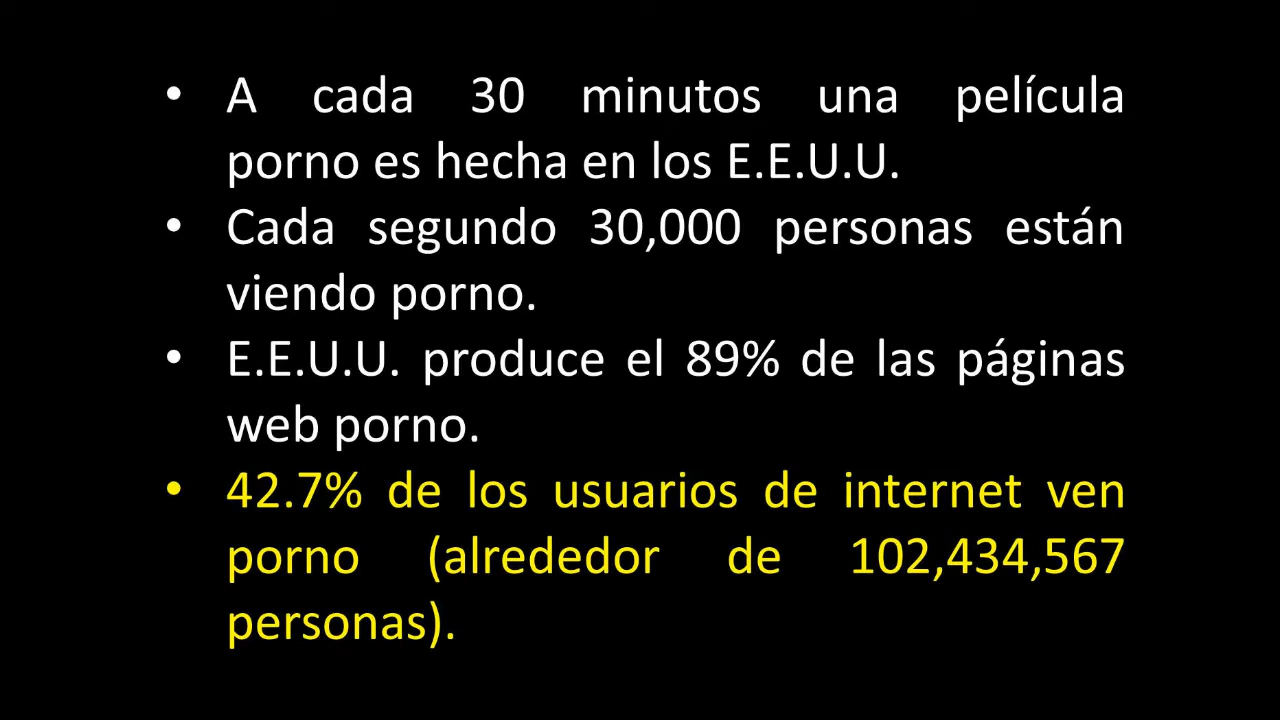 • A cada 30 minutos una película
porno es hecha en los E.E.U.U.
• Cada segundo 30,000 personas están
viendo porno.
• E.E.U.U. produce el 89% de las páginas
web porno.
• 42.7% de los usuarios de internet ven
porno (alrededor de 102,434,567
personas).